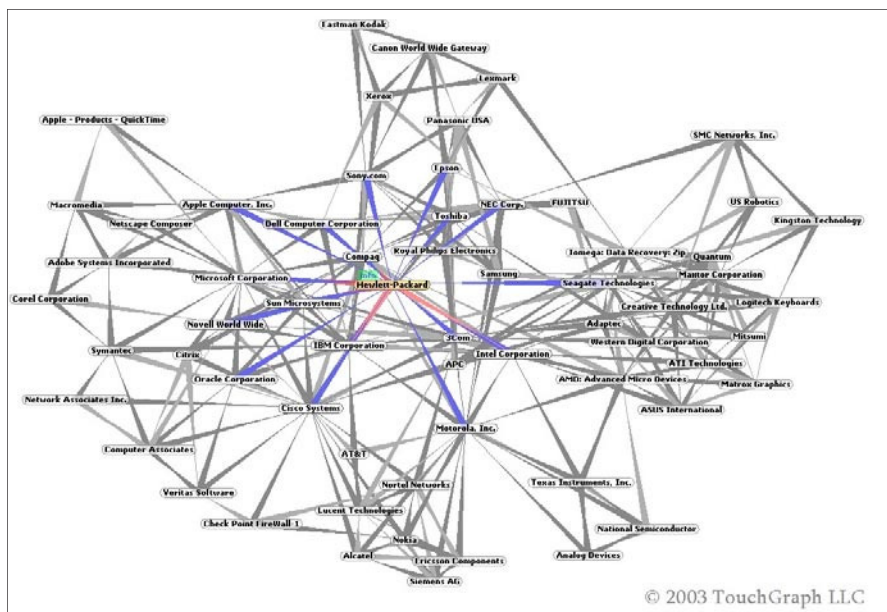 Eastman Kodak
Canon World Wide Gateway
Lexmark
Xerox
Apple - Products - QuickTime
Panasonic USA
SMC Networks, Inc.
Sony.com
Epson
Macromedia
Apple Computer, Inc.
NEC Corp.
FUJITSU
US Robotics
Netscape Composer
Dell Computer Corporation
Toshiba
Kingston Technology
Compaq
Royal Philips Electronics
Iomega: Data Recovery: Zip
Quantum
Adobe Systems Incorporated
Microsoft Corporation
Samsung
Maxtor Corporation
Hewlett-Packard
Seagate Technologies
Corel Corporation
Sun Microsystems
Creative Technology Ltd.
Logitech Keyboards
Novell World Wide
Adaptec
3Com
Mitsumi
Symantec
Citrix
IBM Corporation
Intel Corporation
Western Digital Corporation
APC
ATI Technologies
Oracle Corporation
AMD: Advanced Micro Devices
Matrox Graphics
Network Associates Inc.
Cisco Systems
ASUS International
Motorola, Inc.
Computer Associates
AT&T
Nortel Networks
Texas Instruments, Inc.
Veritas Software
Lucent Technologies
Check Point FireWall-1
National Semiconductor
Nokia
Alcatel
Ericsson Components
Analog Devices
Siemens AG
© 2003 TouchGraph LLC